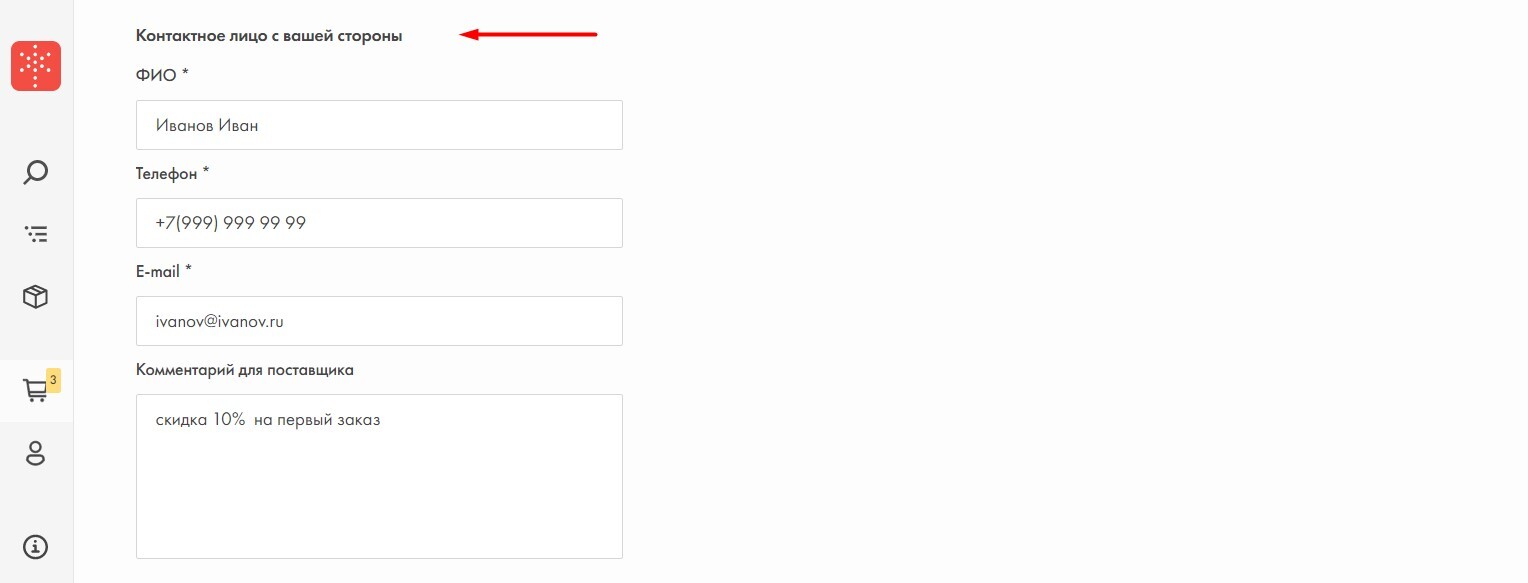 Контактное лицо с вашей стороны
ФИО *
Иванов Иван
Телефон *
+7(999) 999 99 99
E-mail *
ivanov@ivanov.ru
3
Комментарий для поставщика
скидка 10%  на первый заказ